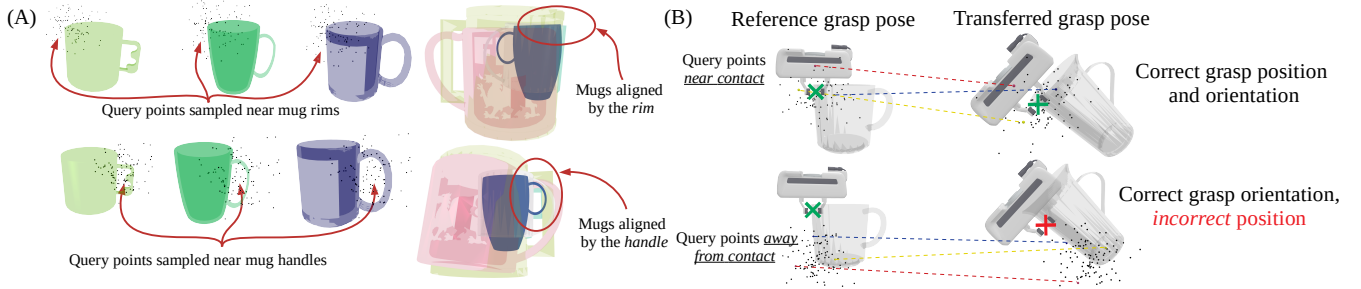 (A)
Query points sampled near mug rims
Mugs aligned
by the rim
Query points sampled near mug handles
Mugs aligned
by the handle
(B)
Reference grasp pose
Transferred grasp pose
Query points
near contact
Correct grasp position
and orientation
Query points away
from contact
Correct grasp orientation,
incorrect position